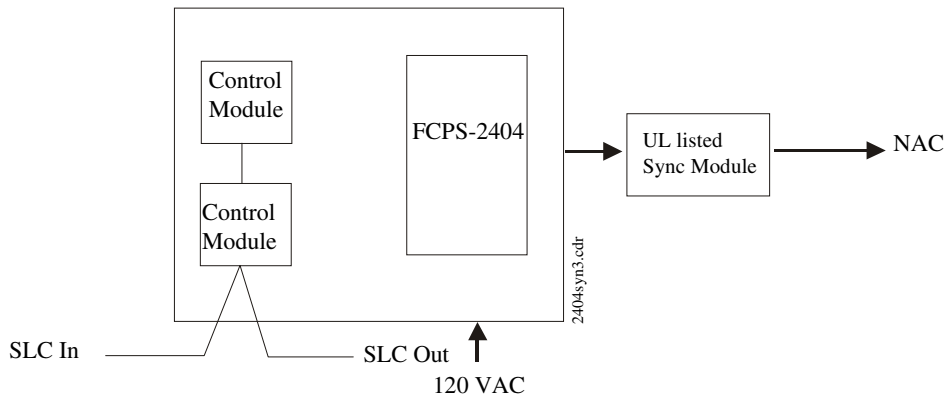 Control
Module
FCPS-2404
UL listed
Sync Module
NAC
Control
Module
2404syn3.cdr
SLC In
SLC Out
120 VAC